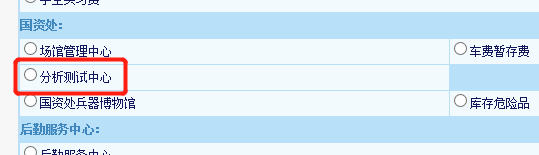 学生实习费
国资处：
场馆管理中心 车费暂存费
分析测试中心
国资处兵器博物馆 库存危险品
后勤服务中心：
后勤服务中心